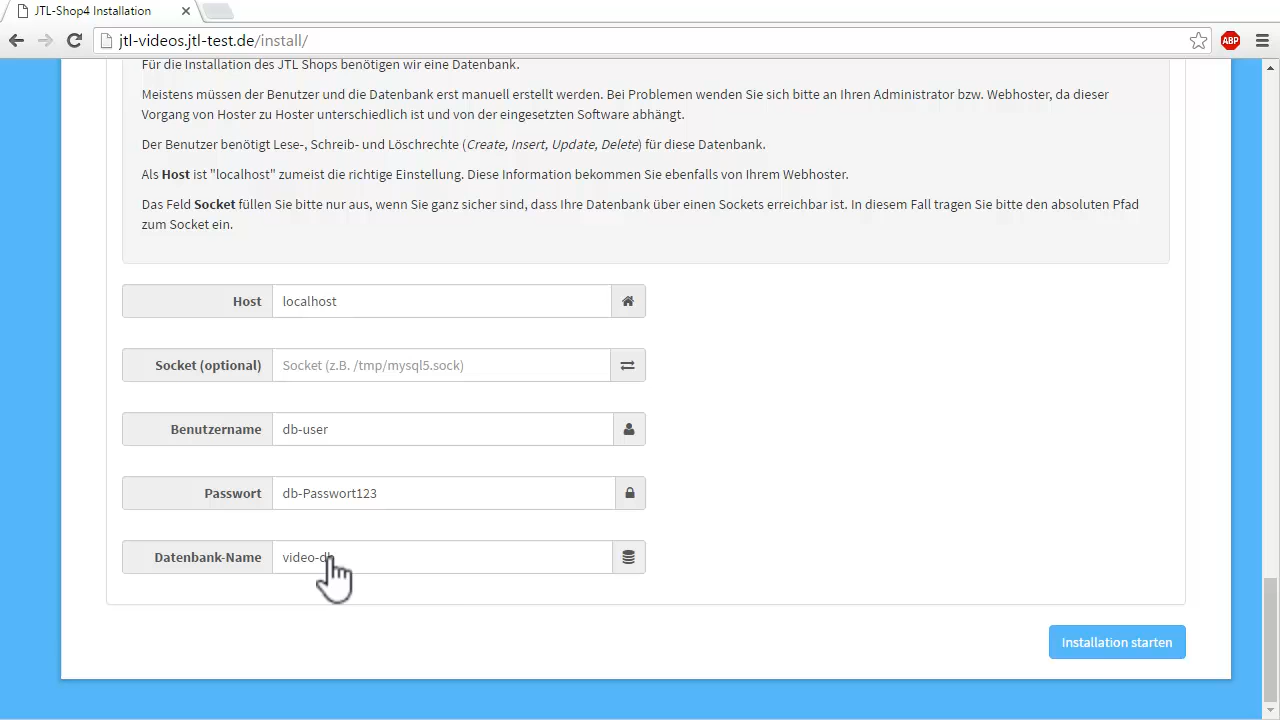 JTL-Shop4 Installation
jtl-videos.jtl-test.de/install/
ABP
Für die Installation des JTL Shops benötigen wir eine Datenbank.
Meistens müssen der Benutzer und die Datenbank erst manuell erstellt werden. Bei Problemen wenden Sie sich bitte an Ihren Administrator bzw. Webhoster, da dieser
Vorgang von Hoster zu Hoster unterschiedlich ist und von der eingesetzten Software abhängt.
Der Benutzer benötigt Lese-, Schreib- und Löschrechte (Create, Insert, Update, Delete) für diese Datenbank.
Als Host ist "localhost" zumeist die richtige Einstellung. Diese Information bekommen Sie ebenfalls von Ihrem Webhoster.
Das Feld Socket füllen Sie bitte nur aus, wenn Sie ganz sicher sind, dass Ihre Datenbank über einen Sockets erreichbar ist. In diesem Fall tragen Sie bitte den absoluten Pfad
zum Socket ein.
Host localhost
Socket (optional) Socket (z.B. /tmp/mysql5.sock)
Benutzername db-user
Passwort db-Passwort123
Datenbank-Name video-db
Installation starten